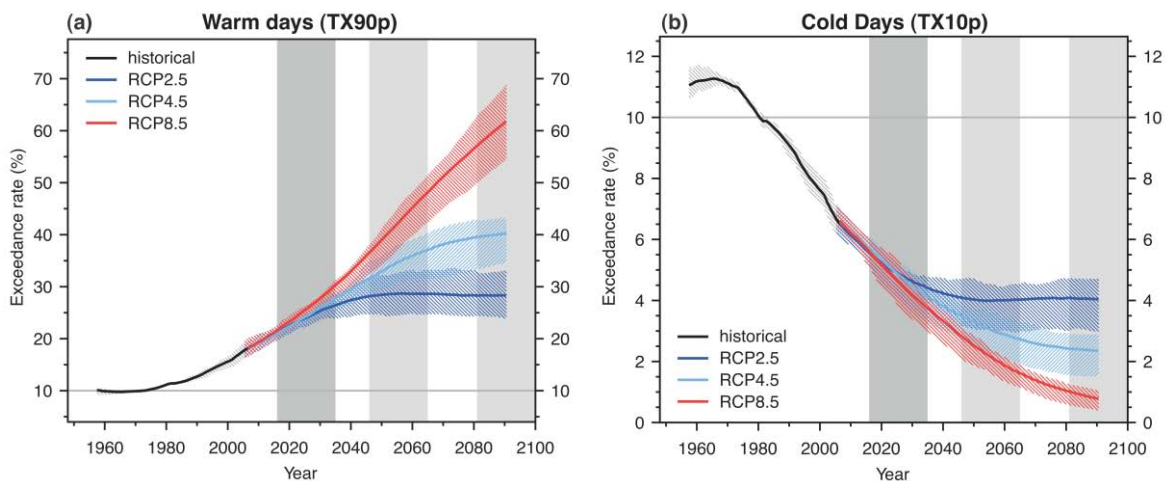 (a) Warm days (TX90p)
historical
RCP2.5
RCP4.5
RCP8.5
Exceedance rate (%)
70
60
50
40
30
20
10
70
60
50
40
30
20
10
1960 1980 2000 2020 2040 2060 2080 2100
Year
(b) Cold Days (TX10p)
Exceedance rate (%)
12
10
8
6
4
2
0
12
10
8
6
4
2
0
historical
RCP2.5
RCP4.5
RCP8.5
1960 1980 2000 2020 2040 2060 2080 2100
Year